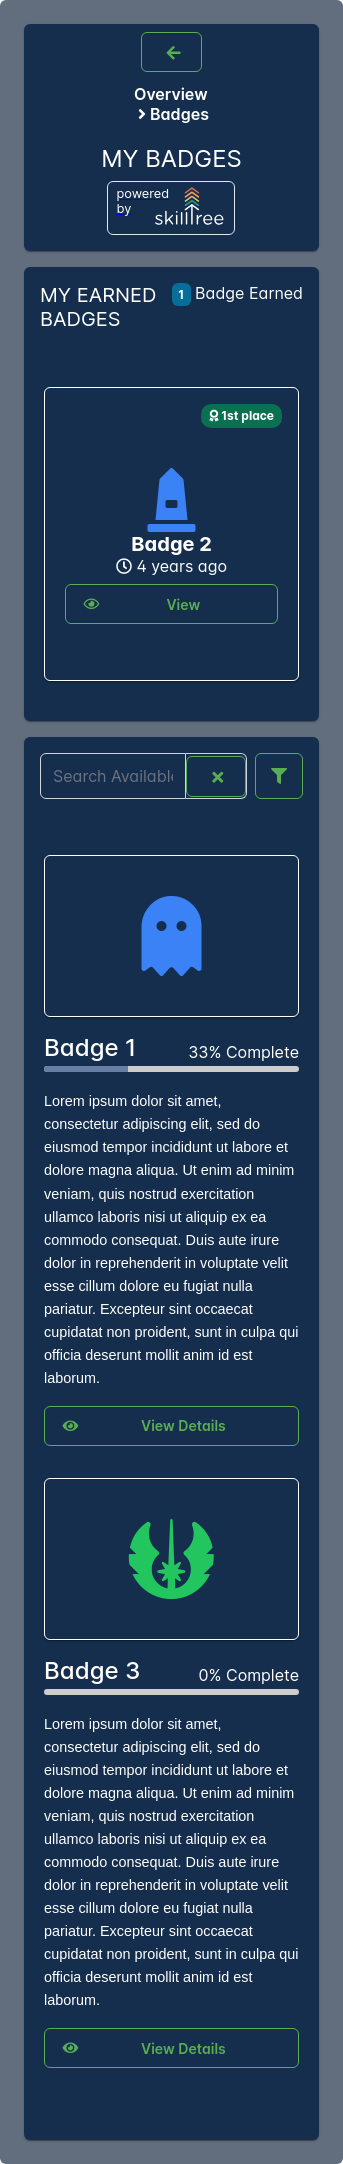 Overview
Badges
MY BADGES
powered
by
skilltree
MY EARNED
BADGES
1 Badge Earned
1st place
Badge 2
4 years ago
View
Search Available
Badge 1
33% Complete
Lorem ipsum dolor sit amet,
consectetur adipiscing elit, sed do
eiusmod tempor incididunt ut labore et
dolore magna aliqua. Ut enim ad minim
veniam, quis nostrud exercitation
ullamco laboris nisi ut aliquip ex ea
commodo consequat. Duis aute irure
dolor in reprehenderit in voluptate velit
esse cillum dolore eu fugiat nulla
pariatur. Excepteur sint occaecat
cupidatat non proident, sunt in culpa qui
officia deserunt mollit anim id est
laborum.
View Details
Badge 3
0% Complete
Lorem ipsum dolor sit amet,
consectetur adipiscing elit, sed do
eiusmod tempor incididunt ut labore et
dolore magna aliqua. Ut enim ad minim
veniam, quis nostrud exercitation
ullamco laboris nisi ut aliquip ex ea
commodo consequat. Duis aute irure
dolor in reprehenderit in voluptate velit
esse cillum dolore eu fugiat nulla
pariatur. Excepteur sint occaecat
cupidatat non proident, sunt in culpa qui
officia deserunt mollit anim id est
laborum.
View Details